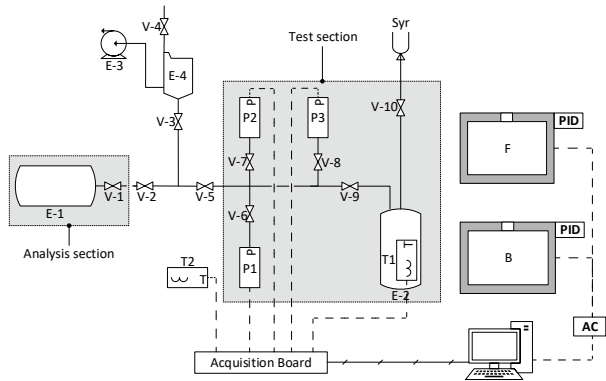 V-4
Syr
E-3
E-4
Test section
V-3
P2
P
P3
P
V-10
PID
F
V-7
V-8
V-1
V-2
V-5
V-9
E-1
V-6
Analysis section
T2
T
P1
P
T1
T
E-2
PID
B
AC
Acquisition Board